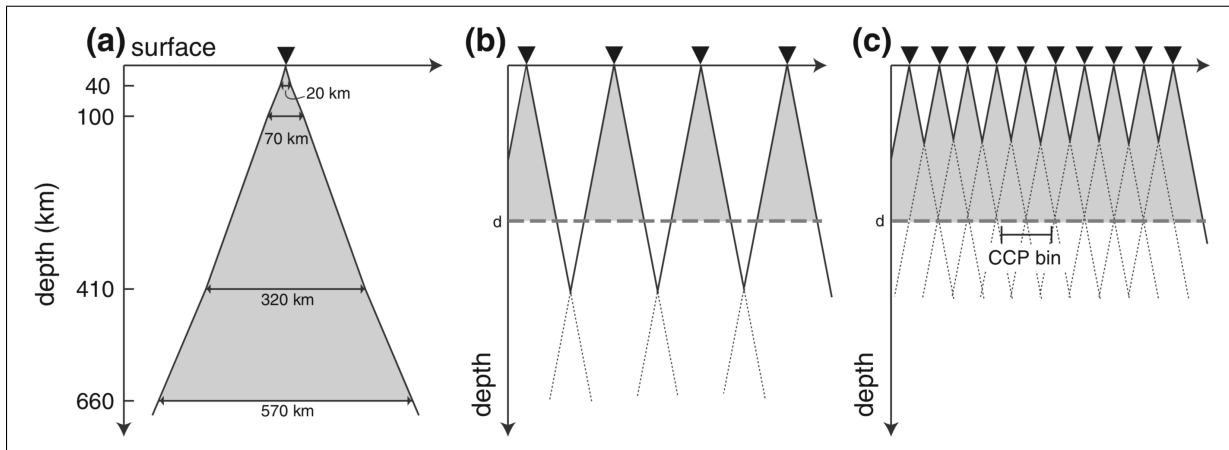 (a) surface
40
20 km
100
70 km
depth (km)
410
320 km
660
570 km
(b)
d
depth
(c)
d
CCP bin
depth